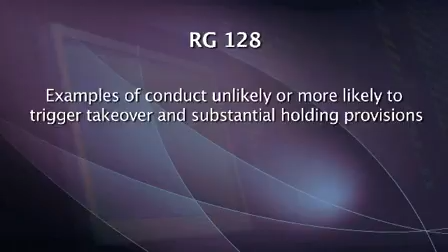 RG 128
Examples of conduct unlikely or more likely to
trigger takeover and substantial holding provisions